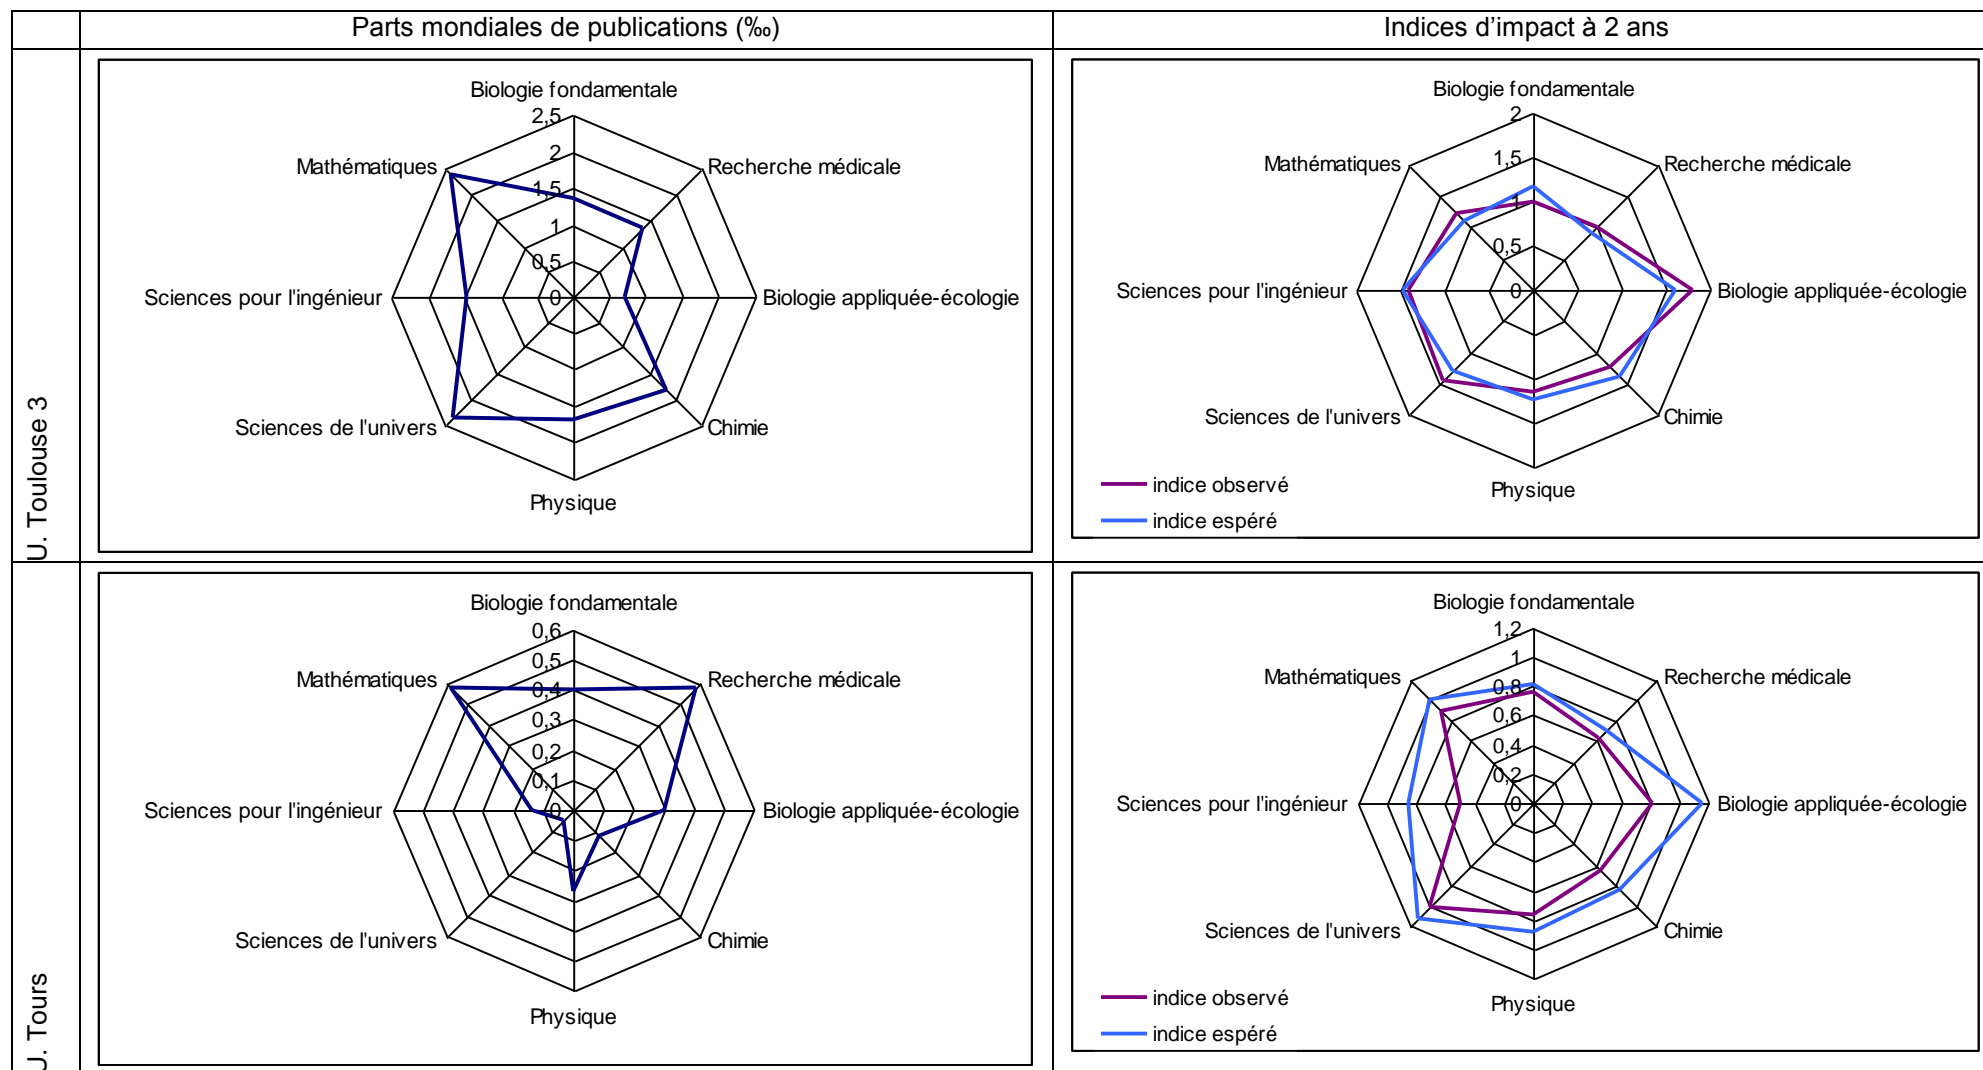 Parts mondiales de publications (‰)
Indices d'impact à 2 ans
U. Toulouse 3
Biologie fondamentale
2,5
2
1,5
1
0,5
0
Mathématiques
Recherche médicale
Sciences pour l'ingénieur
Biologie appliquée-écologie
Sciences de l'univers
Chimie
Physique
Biologie fondamentale
2
1,5
1
0,5
0
Mathématiques
Recherche médicale
Sciences pour l'ingénieur
Biologie appliquée-écologie
Sciences de l'univers
Chimie
Physique
indice observé
indice espéré
U. Tours
Biologie fondamentale
0,6
0,5
0,4
0,3
0,2
0,1
0
Mathématiques
Recherche médicale
Sciences pour l'ingénieur
Biologie appliquée-écologie
Sciences de l'univers
Chimie
Physique
Biologie fondamentale
1,2
1
0,8
0,6
0,4
0,2
0
Mathématiques
Recherche médicale
Sciences pour l'ingénieur
Biologie appliquée-écologie
Sciences de l'univers
Chimie
Physique
indice observé
indice espéré